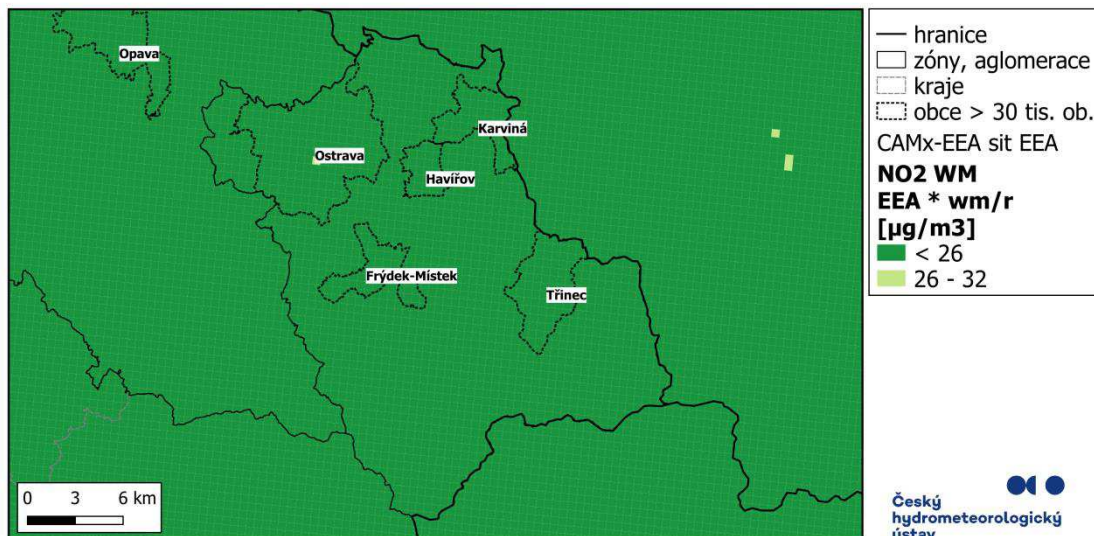 Opava
Ostrava
Karviná
Havířov
Frýdek-Místek
Třinec
0 3 6 km
hranice
zóny, aglomerace
kraje
obce > 30 tis. ob.
CAMx-EEA sit EEA
NO2 WM
EEA * wm/r
[µg/m3]
< 26
26 - 32
Český
hydrometeorologický
ústav